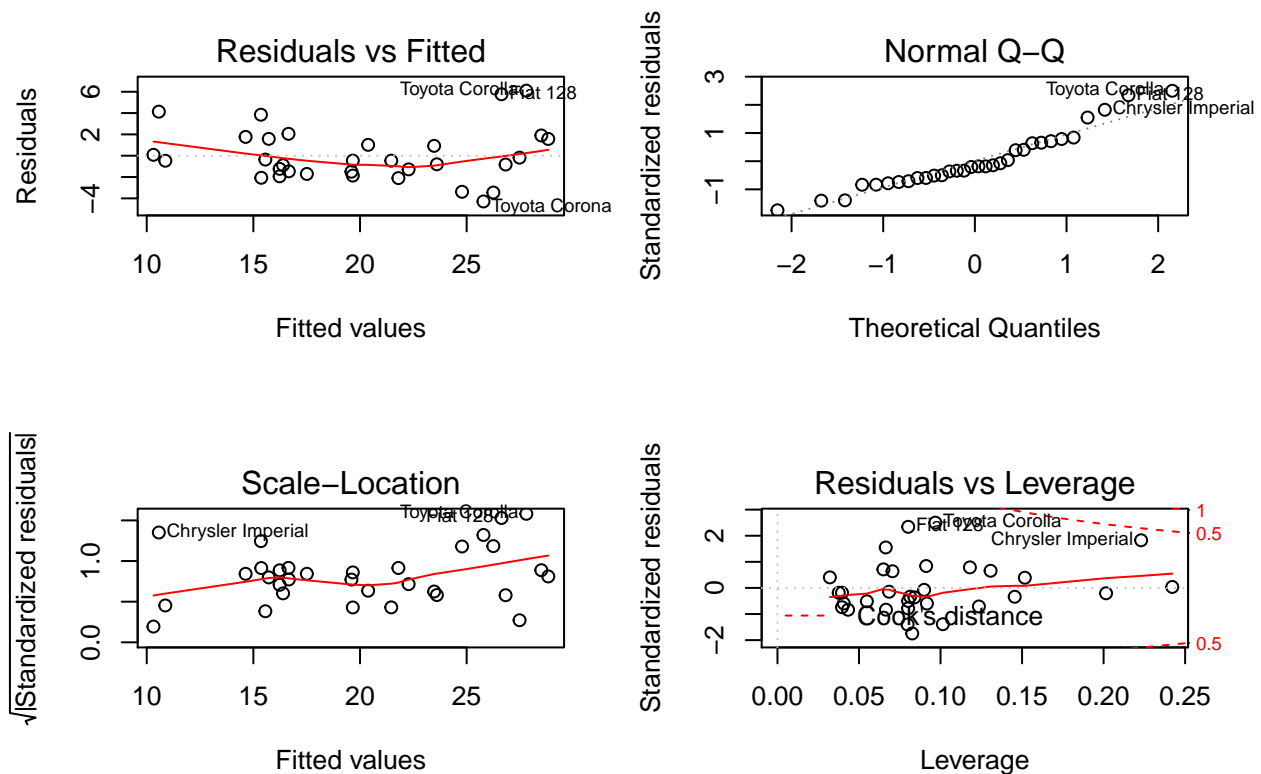 Residuals vs Fitted
Residuals
6
2
−4
Toyota Corolla
Fiat 128
Toyota Corona
10 15 20 25
Fitted values
Normal Q−Q
Standardized residuals
3
1
−1
Toyota Corolla
Fiat 128
Chrysler Imperial
−2 −1 0 1 2
Theoretical Quantiles
Scale−Location
√|Standardized residuals|
1.0
0.0
Toyota Corolla
Fiat 128
Chrysler Imperial
10 15 20 25
Fitted values
Residuals vs Leverage
Standardized residuals
2
0
−2
Fiat 128
Toyota Corolla
Chrysler Imperial
1
0.5
0.5
Cook's distance
0.00 0.05 0.10 0.15 0.20 0.25
Leverage